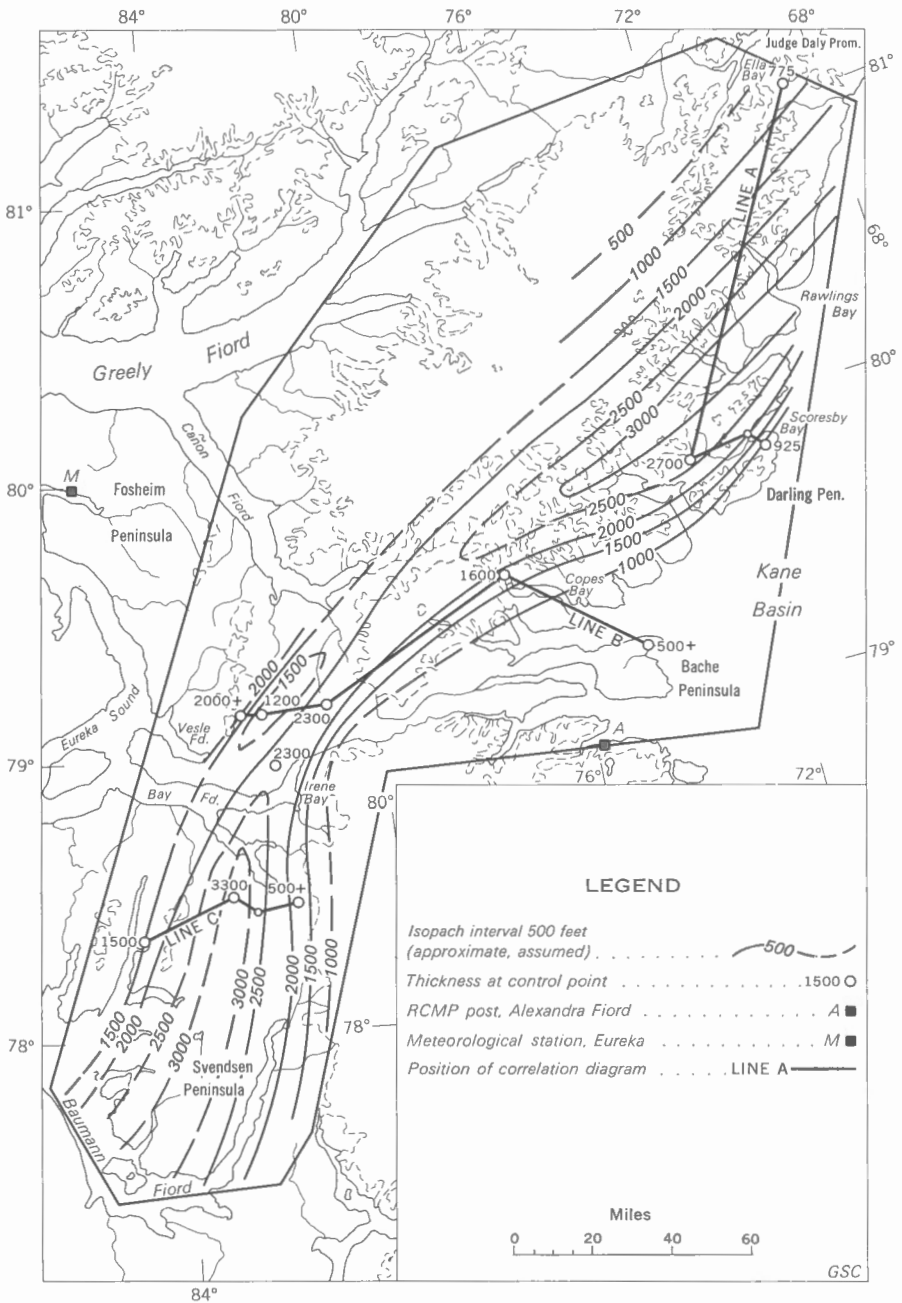 84°
80°
76°
72°
68°
Judge Daly Prom.
Ella
Bay
775
81°
81°
LINE A
68°
500
1000
1500
2000
2500
3000
Rawlings
Bay
80°
Greely Fiord
Cañon
Fiord
M
80°
Fosheim
Peninsula
2700
Scoresby
Bay
925
Darling Pen.
2500
2000
1500
1000
1600
Copes
Bay
LINE B
500+
Kane
Basin
79°
Bache
Peninsula
Eureka Sound
2000
1500
2000+
1200
2300
Vesle
Fd.
2300
A
79°
76°
72°
Bay Fd.
Irene
Bay
80°
3300
500+
1500
LINE C
1500
2000
2500
3000
3000
2500
2000
1500
1000
78°
78°
Svendsen
Peninsula
Baumann
Fiord
84°
LEGEND
Isopach interval 500 feet
(approximate, assumed) . . . . . . . . . . 500
Thickness at control point . . . . . . . . . . . . 1500
RCMP post, Alexandra Fiord . . . . . . . . . . . . A
Meteorological station, Eureka . . . . . . . . . . . M
Position of correlation diagram . . . . . LINE A
Miles
0 20 40 60
GSC